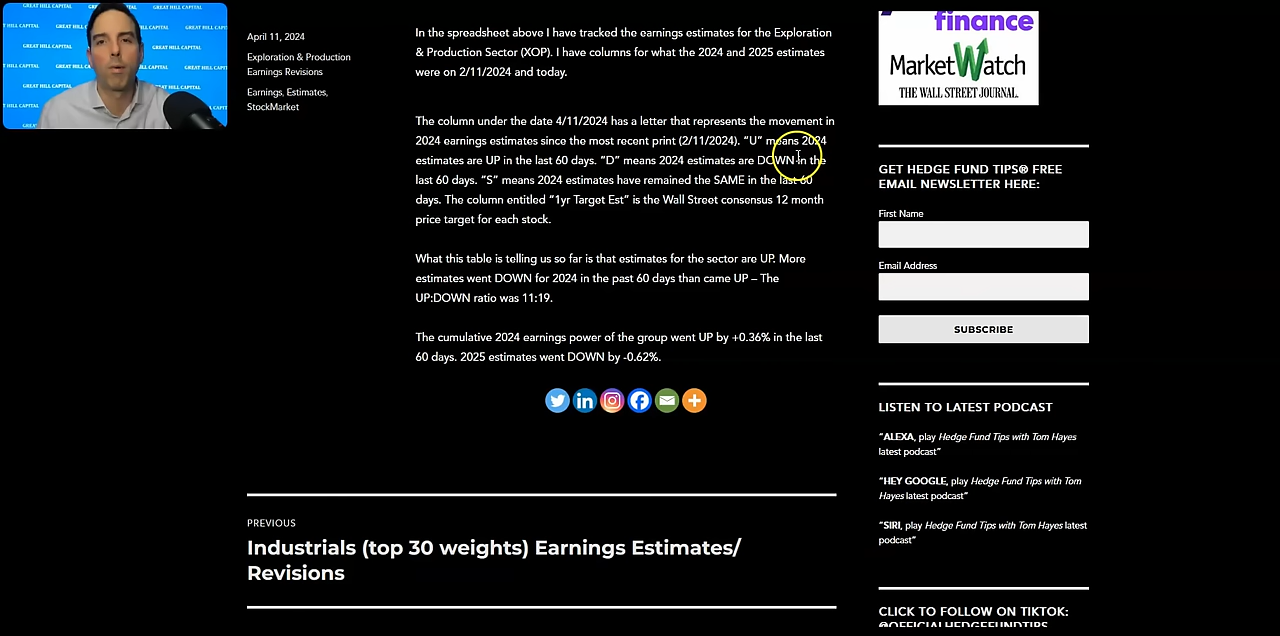 GREAT HILL CAPITAL
April 11, 2024
Exploration & Production
Earnings Revisions
Earnings, Estimates,
StockMarket
In the spreadsheet above I have tracked the earnings estimates for the Exploration
& Production Sector (XOP). I have columns for what the 2024 and 2025 estimates
were on 2/11/2024 and today.
The column under the date 4/11/2024 has a letter that represents the movement in
2024 earnings estimates since the most recent print (2/11/2024). “U” means 2024
estimates are UP in the last 60 days. “D” means 2024 estimates are DOWN in the
last 60 days. “S” means 2024 estimates have remained the SAME in the last 60
days. The column entitled “1yr Target Est” is the Wall Street consensus 12 month
price target for each stock.
What this table is telling us so far is that estimates for the sector are UP. More
estimates went DOWN for 2024 in the past 60 days than came UP – The
UP:DOWN ratio was 11:19.
The cumulative 2024 earnings power of the group went UP by +0.36% in the last
60 days. 2025 estimates went DOWN by -0.62%.
PREVIOUS
Industrials (top 30 weights) Earnings Estimates/
Revisions
finance
MarketWatch
THE WALL STREET JOURNAL.
GET HEDGE FUND TIPS® FREE
EMAIL NEWSLETTER HERE:
First Name
Email Address
SUBSCRIBE
LISTEN TO LATEST PODCAST
“ALEXA, play Hedge Fund Tips with Tom Hayes
latest podcast”
“HEY GOOGLE, play Hedge Fund Tips with Tom
Hayes latest podcast”
“SIRI, play Hedge Fund Tips with Tom Hayes latest
podcast”
CLICK TO FOLLOW ON TIKTOK:
@OFFICIALHEDGEFUNDTIPS